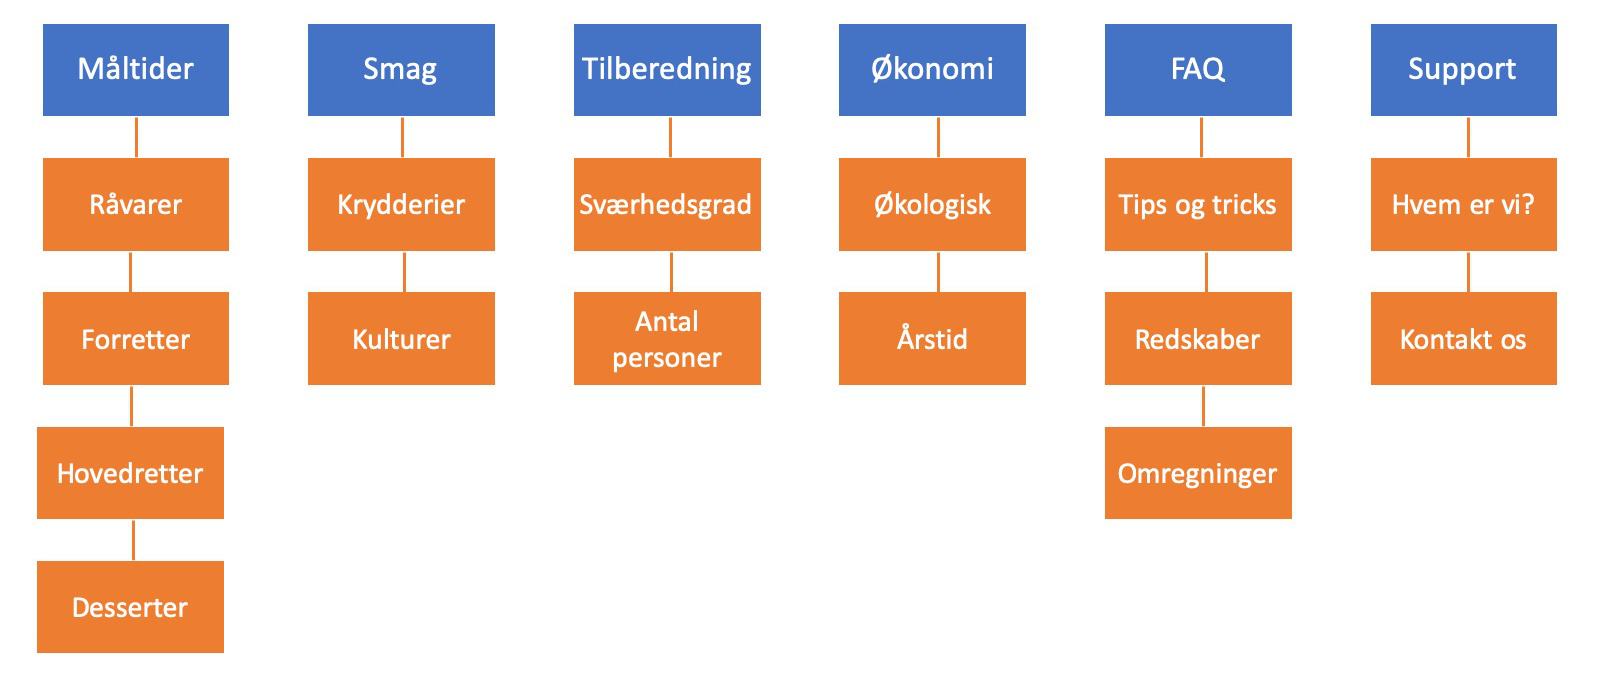 Måltider
Smag
Tilberedning
Økonomi
FAQ
Support
Råvarer
Krydderier
Sværhedsgrad
Økologisk
Tips og tricks
Hvem er vi?
Forretter
Kulturer
Antal
personer
Årstid
Redskaber
Kontakt os
Hovedretter
Omregninger
Desserter